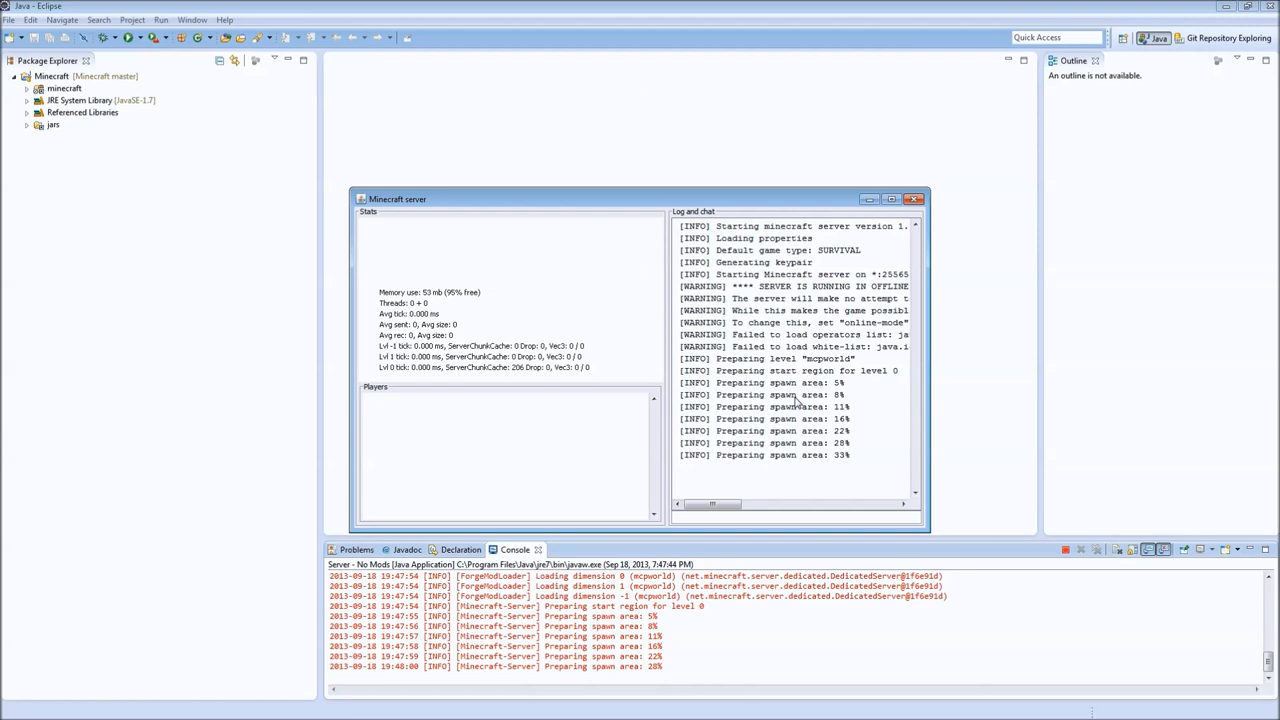 Java - Eclipse
File Edit Navigate Search Project Run Window Help
Quick Access
Java
Git Repository Exploring
Package Explorer
Minecraft [Minecraft master]
minecraft
JRE System Library [JavaSE-1.7]
Referenced Libraries
jars
Outline
An outline is not available.
Minecraft server
Stats
Memory use: 53 mb (95% free)
Threads: 0 + 0
Avg tick: 0.000 ms
Avg sent: 0, Avg size: 0
Avg rec: 0, Avg size: 0
Lvl -1 tick: 0.000 ms, ServerChunkCache: 0 Drop: 0, Vec3: 0 / 0
Lvl 1 tick: 0.000 ms, ServerChunkCache: 0 Drop: 0, Vec3: 0 / 0
Lvl 0 tick: 0.000 ms, ServerChunkCache: 206 Drop: 0, Vec3: 0 / 0
Players
Log and chat
[INFO] Starting minecraft server version 1.
[INFO] Loading properties
[INFO] Default game type: SURVIVAL
[INFO] Generating keypair
[INFO] Starting Minecraft server on *:25565
[WARNING] **** SERVER IS RUNNING IN OFFLINE
[WARNING] The server will make no attempt t
[WARNING] While this makes the game possibl
[WARNING] To change this, set "online-mode"
[WARNING] Failed to load operators list: ja
[WARNING] Failed to load white-list: java.i
[INFO] Preparing level "mcpworld"
[INFO] Preparing start region for level 0
[INFO] Preparing spawn area: 5%
[INFO] Preparing spawn area: 8%
[INFO] Preparing spawn area: 11%
[INFO] Preparing spawn area: 16%
[INFO] Preparing spawn area: 22%
[INFO] Preparing spawn area: 28%
[INFO] Preparing spawn area: 33%
Problems Javadoc Declaration Console
Server - No Mods [Java Application] C:\Program Files\Java\jre7\bin\javaw.exe (Sep 18, 2013, 7:47:44 PM)
2013-09-18 19:47:54 [INFO] [ForgeModLoader] Loading dimension 0 (mcpworld) (net.minecraft.server.dedicated.DedicatedServer@1f6e91d)
2013-09-18 19:47:54 [INFO] [ForgeModLoader] Loading dimension 1 (mcpworld) (net.minecraft.server.dedicated.DedicatedServer@1f6e91d)
2013-09-18 19:47:54 [INFO] [ForgeModLoader] Loading dimension -1 (mcpworld) (net.minecraft.server.dedicated.DedicatedServer@1f6e91d)
2013-09-18 19:47:54 [INFO] [Minecraft-Server] Preparing start region for level 0
2013-09-18 19:47:55 [INFO] [Minecraft-Server] Preparing spawn area: 5%
2013-09-18 19:47:56 [INFO] [Minecraft-Server] Preparing spawn area: 8%
2013-09-18 19:47:57 [INFO] [Minecraft-Server] Preparing spawn area: 11%
2013-09-18 19:47:58 [INFO] [Minecraft-Server] Preparing spawn area: 16%
2013-09-18 19:47:59 [INFO] [Minecraft-Server] Preparing spawn area: 22%
2013-09-18 19:48:00 [INFO] [Minecraft-Server] Preparing spawn area: 28%